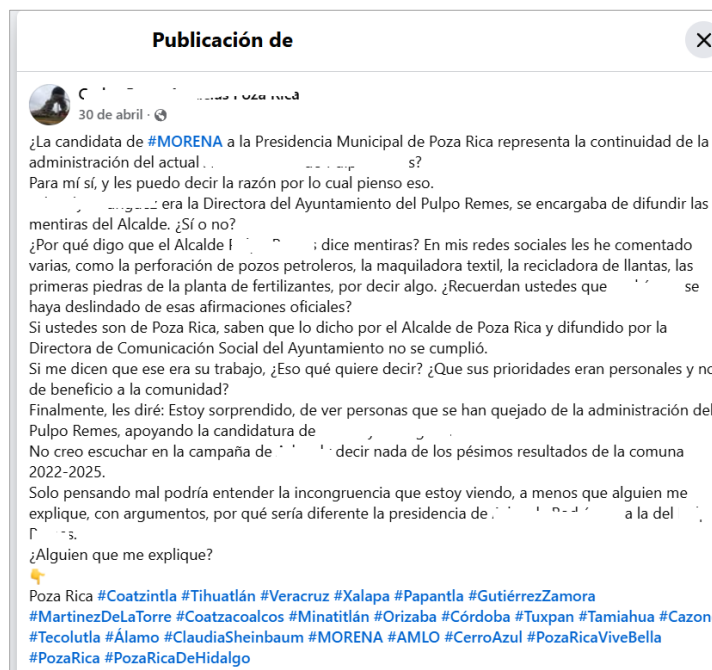 Publicación de
Poza Rica
30 de abril ·
¿La candidata de #MORENA a la Presidencia Municipal de Poza Rica representa la continuidad de la
administración del actual
Para mí sí, y les puedo decir la razón por lo cual pienso eso.
era la Directora del Ayuntamiento del Pulpo Remes, se encargaba de difundir las
mentiras del Alcalde. ¿Sí o no?
¿Por qué digo que el Alcalde dice mentiras? En mis redes sociales les he comentado
varias, como la perforación de pozos petroleros, la maquiladora textil, la recicladora de llantas, las
primeras piedras de la planta de fertilizantes, por decir algo. ¿Recuerdan ustedes que se
haya deslindado de esas afirmaciones oficiales?
Si ustedes son de Poza Rica, saben que lo dicho por el Alcalde de Poza Rica y difundido por la
Directora de Comunicación Social del Ayuntamiento no se cumplió.
Si me dicen que ese era su trabajo, ¿Eso qué quiere decir? ¿Que sus prioridades eran personales y no
de beneficio a la comunidad?
Finalmente, les diré: Estoy sorprendido, de ver personas que se han quejado de la administración del
Pulpo Remes, apoyando la candidatura de
No creo escuchar en la campaña de decir nada de los pésimos resultados de la comuna
2022-2025.
Solo pensando mal podría entender la incongruencia que estoy viendo, a menos que alguien me
explique, con argumentos, por qué sería diferente la presidencia de a la del
¿Alguien que me explique?
👇
Poza Rica #Coatzintla #Tihuatlán #Veracruz #Xalapa #Papantla #GutiérrezZamora
#MartinezDeLaTorre #Coatzacoalcos #Minatitlán #Orizaba #Córdoba #Tuxpan #Tamiahua #Cazon
#Tecolutla #Álamo #ClaudiaSheinbaum #MORENA #AMLO #CerroAzul #PozaRicaViveBella
#PozaRica #PozaRicaDeHidalgo